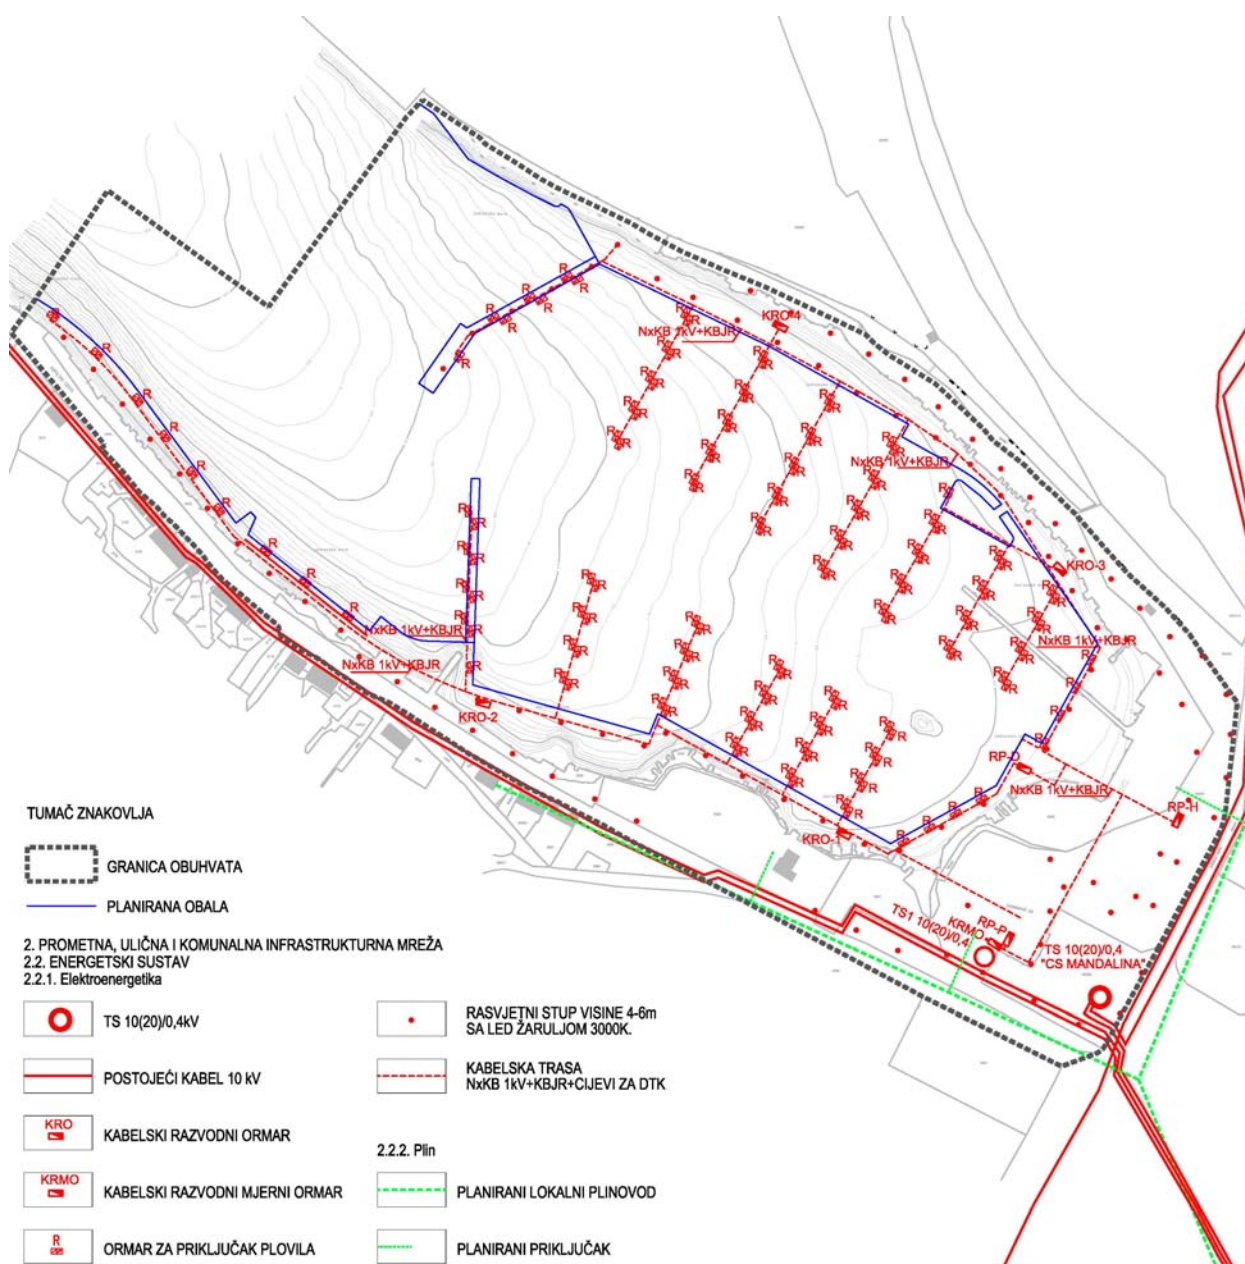 KRO-4
NxKB 1kV+KBJR
NxKB 1kV+KBJR
KRO-3
NxKB 1kV+KBJR
NxKB 1kV+KBJR
NxKB 1kV+KBJR
KRO-2
RP-D
NxKB 1kV+KBJR
RP-H
KRO-1
TS1 10(20)/0,4
KRMO
RP-P
TS 10(20)/0,4
"CS MANDALINA"
TUMAČ ZNAKOVLJA
GRANICA OBUHVATA
PLANIRANA OBALA
2. PROMETNA, ULIČNA I KOMUNALNA INFRASTRUKTURNA MREŽA
2.2. ENERGETSKI SUSTAV
2.2.1. Elektroenergetika
TS 10(20)/0,4kV
POSTOJEĆI KABEL 10 kV
KRO
KABELSKI RAZVODNI ORMAR
KRMO
KABELSKI RAZVODNI MJERNI ORMAR
R
ORMAR ZA PRIKLJUČAK PLOVILA
RASVJETNI STUP VISINE 4-6m
SA LED ŽARULJOM 3000K.
KABELSKA TRASA
NxKB 1kV+KBJR+CIJEVI ZA DTK
2.2.2. Plin
PLANIRANI LOKALNI PLINOVOD
PLANIRANI PRIKLJUČAK